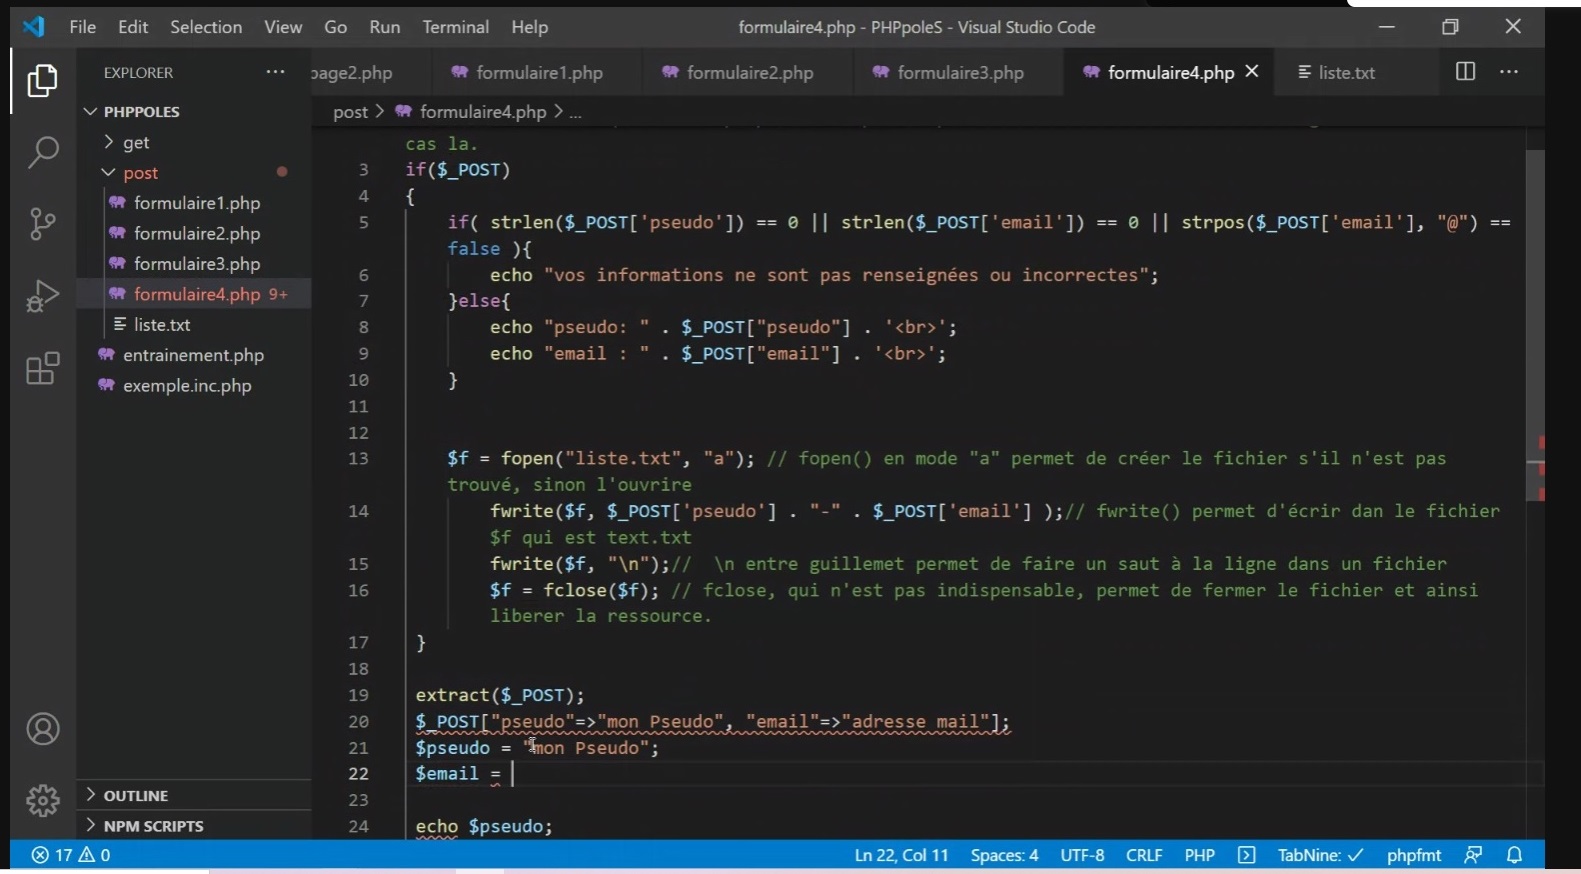 File Edit Selection View Go Run Terminal Help formulaire4.php - PHPpoleS - Visual Studio Code
EXPLORER
page2.php formulaire1.php formulaire2.php formulaire3.php formulaire4.php liste.txt
PHPPOLES
post > formulaire4.php > ...
get
post
formulaire1.php
formulaire2.php
formulaire3.php
formulaire4.php 9+
liste.txt
entrainement.php
exemple.inc.php
OUTLINE
NPM SCRIPTS
cas la.
3 if($_POST)
4 {
5 if( strlen($_POST['pseudo']) == 0 || strlen($_POST['email']) == 0 || strpos($_POST['email'], "@") ==
false ){
6 echo "vos informations ne sont pas renseignées ou incorrectes";
7 }else{
8 echo "pseudo: " . $_POST["pseudo"] . '<br>';
9 echo "email : " . $_POST["email"] . '<br>';
10 }
11
12
13 $f = fopen("liste.txt", "a"); // fopen() en mode "a" permet de créer le fichier s'il n'est pas
trouvé, sinon l'ouvrire
14 fwrite($f, $_POST['pseudo'] . "-" . $_POST['email'] );// fwrite() permet d'écrir dan le fichier
$f qui est text.txt
15 fwrite($f, "\n");// \n entre guillemet permet de faire un saut à la ligne dans un fichier
16 $f = fclose($f); // fclose, qui n'est pas indispensable, permet de fermer le fichier et ainsi
liberer la ressource.
17 }
18
19 extract($_POST);
20 $_POST["pseudo"=>"mon Pseudo", "email"=>"adresse mail"];
21 $pseudo = "mon Pseudo";
22 $email =
23
24 echo $pseudo;
17 0 Ln 22, Col 11 Spaces: 4 UTF-8 CRLF PHP TabNine: ✓ phpfmt